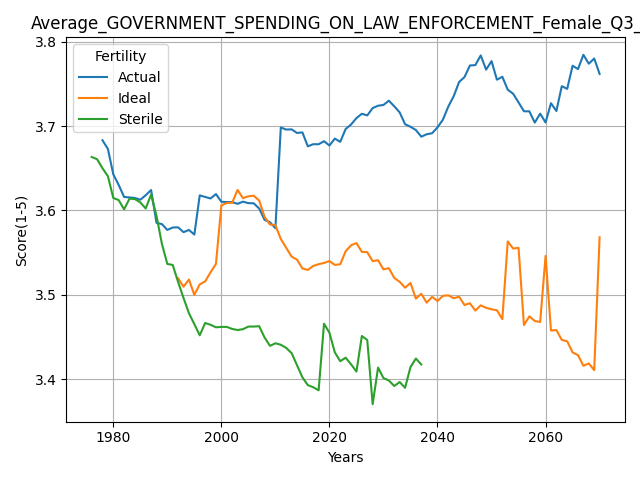 Average_GOVERNMENT_SPENDING_ON_LAW_ENFORCEMENT_Female_Q3_
Fertility
Actual
Ideal
Sterile
3.8
3.7
3.6
3.5
3.4
Score(1-5)
1980 2000 2020 2040 2060
Years